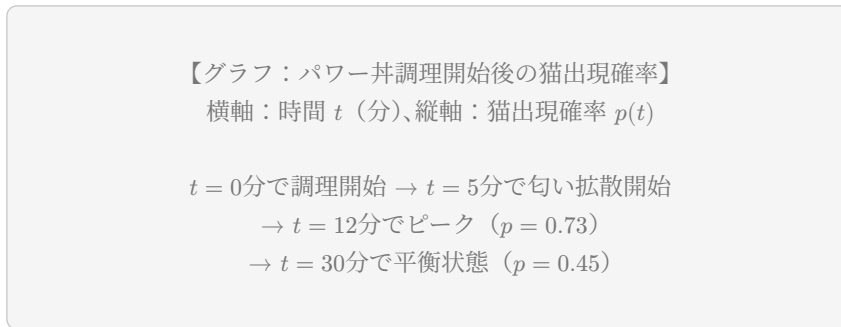 【グラフ：パワー丼調理開始後の猫出現確率】
横軸：時間 t（分）、縦軸：猫出現確率 p(t)
t = 0分で調理開始 → t = 5分で匂い拡散開始
→ t = 12分でピーク（p = 0.73）
→ t = 30分で平衡状態（p = 0.45）